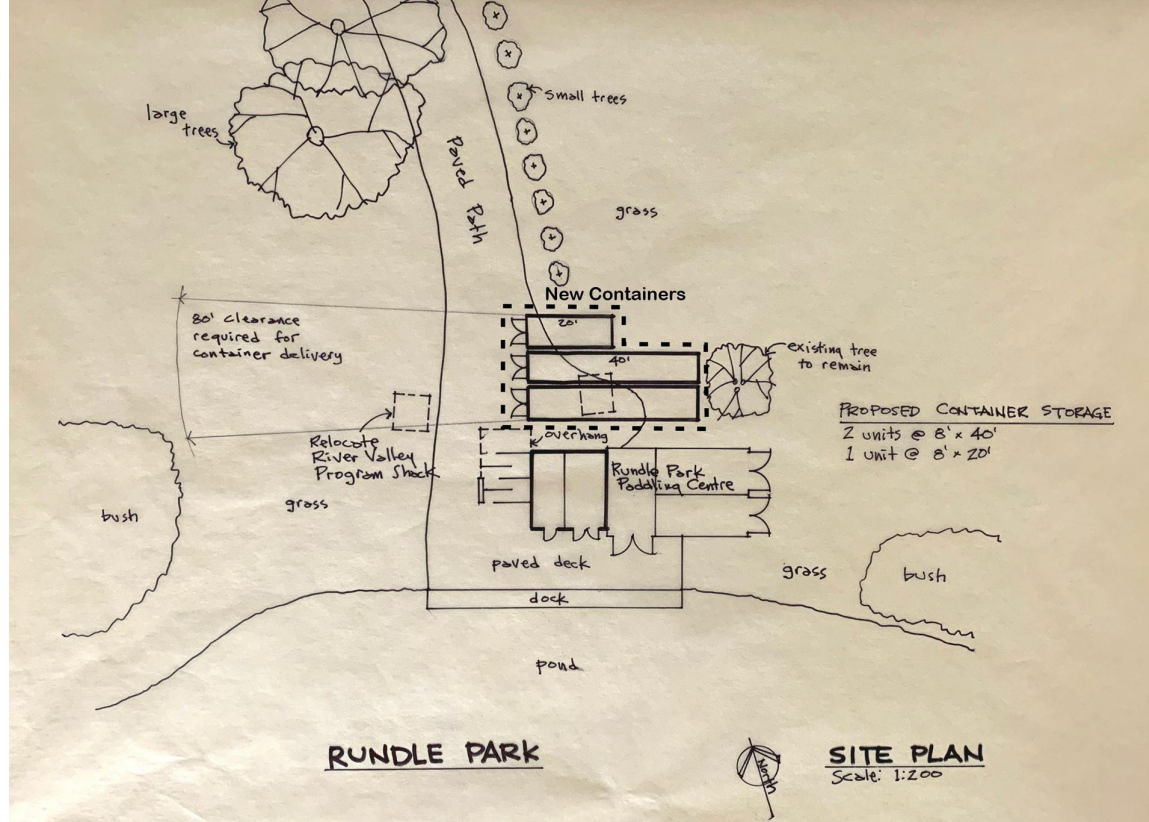 large
trees
small trees
Paved Path
grass
New Containers
20'
40'
80' clearance
required for
container delivery
existing tree
to remain
PROPOSED CONTAINER STORAGE
2 units @ 8' x 40'
1 unit @ 8' x 20'
Relocate
River Valley
Program Shack
overhang
Rundle Park
Paddling Centre
bush
grass
paved deck
grass
bush
dock
pond
RUNDLE PARK
North
SITE PLAN
Scale: 1:200